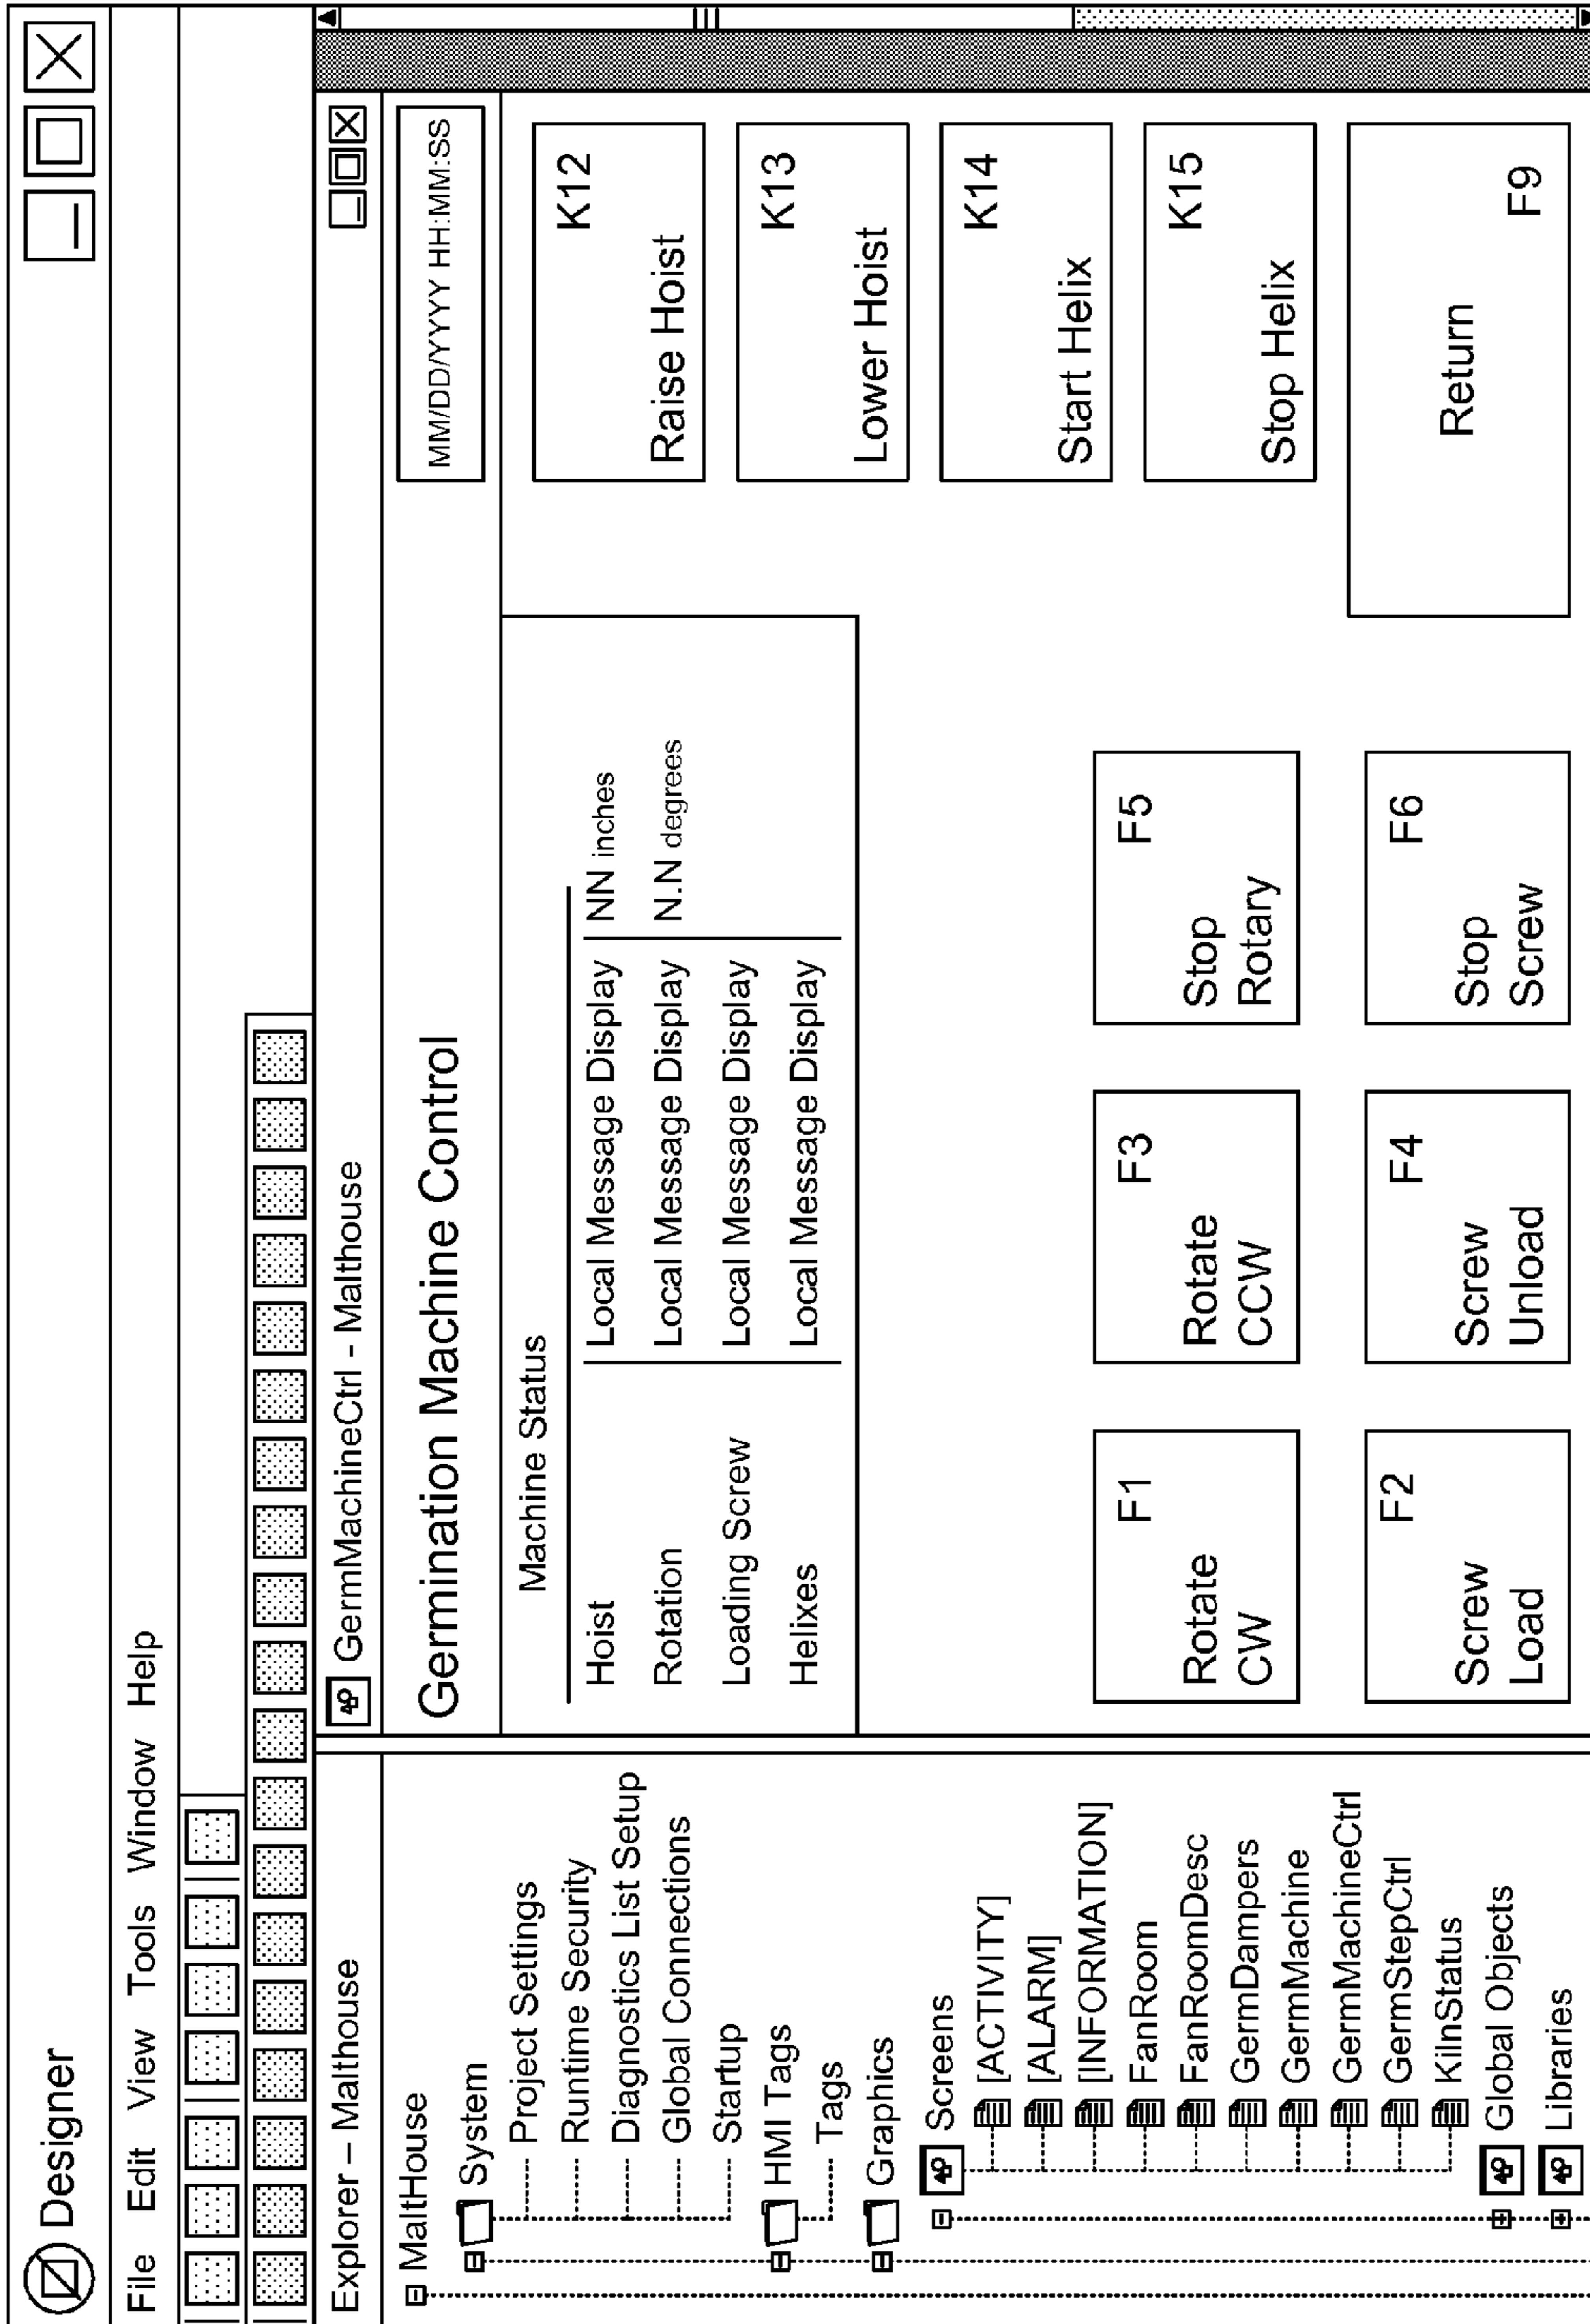 Designer
File Edit View Tools Window Help
Explorer – Malthouse
MaltHouse
System
Project Settings
Runtime Security
Diagnostics List Setup
Global Connections
Startup
HMI Tags
Tags
Graphics
Screens
[ACTIVITY]
[ALARM]
[INFORMATION]
FanRoom
FanRoomDesc
GermDampers
GermMachine
GermMachineCtrl
GermStepCtrl
KilnStatus
Global Objects
Libraries
GermMachineCtrl - Malthouse
Germination Machine Control
MM/DD/YYYY HH:MM:SS
Machine Status
Hoist Local Message Display NN inches
Rotation Local Message Display N.N degrees
Loading Screw Local Message Display
Helixes Local Message Display
K12
Raise Hoist
K13
Lower Hoist
K14
Start Helix
K15
Stop Helix
F1
Rotate
CW
F3
Rotate
CCW
F5
Stop
Rotary
F2
Screw
Load
F4
Screw
Unload
F6
Stop
Screw
Return
F9